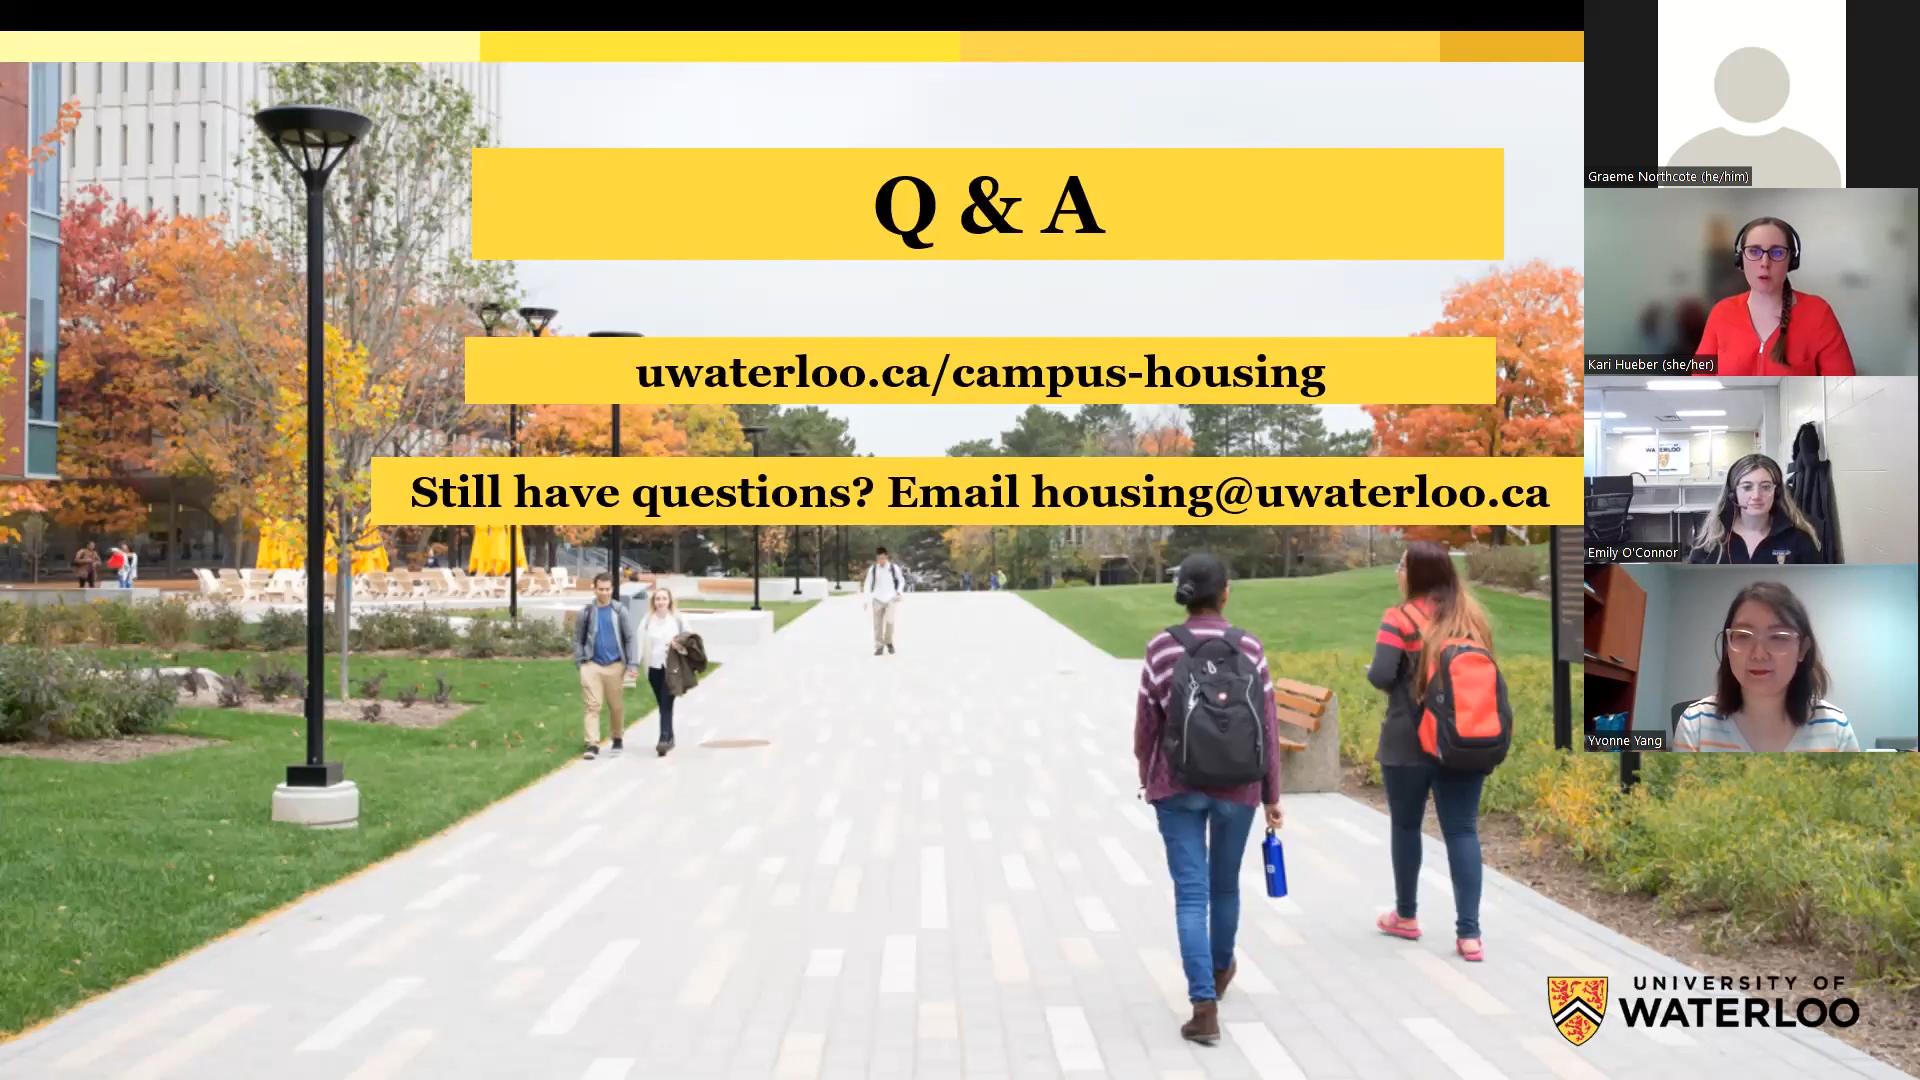 Q & A
uwaterloo.ca/campus-housing
Still have questions? Email housing@uwaterloo.ca
Graeme Northcote (he/him)
Kari Hueber (she/her)
WATERLOO
Emily O'Connor
Yvonne Yang
UNIVERSITY OF
WATERLOO